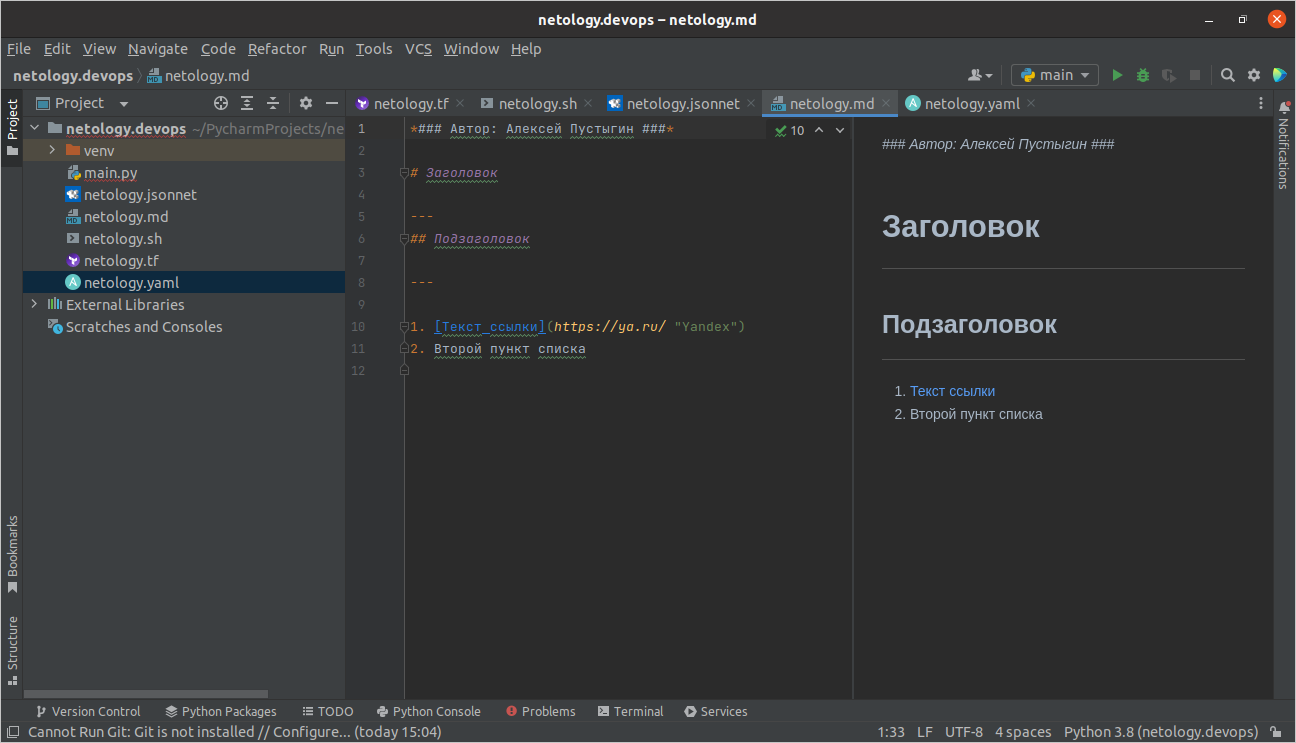 netology.devops – netology.md
File Edit View Navigate Code Refactor Run Tools VCS Window Help
netology.devops netology.md main
Project netology.tf netology.sh netology.jsonnet netology.md netology.yaml
Project
netology.devops ~/PycharmProjects/ne
venv
main.py
netology.jsonnet
netology.md
netology.sh
netology.tf
netology.yaml
External Libraries
Scratches and Consoles
Bookmarks
Structure
10
1 *### Автор: Алексей Пустыгин ###*
2
3 # Заголовок
4
5 ---
6 ## Подзаголовок
7
8 ---
9
10 1. [Текст ссылки](https://ya.ru/ "Yandex")
11 2. Второй пункт списка
12
### Автор: Алексей Пустыгин ###
Заголовок
Подзаголовок
1. Текст ссылки
2. Второй пункт списка
Notifications
Version Control Python Packages TODO Python Console Problems Terminal Services
Cannot Run Git: Git is not installed // Configure... (today 15:04) 1:33 LF UTF-8 4 spaces Python 3.8 (netology.devops)